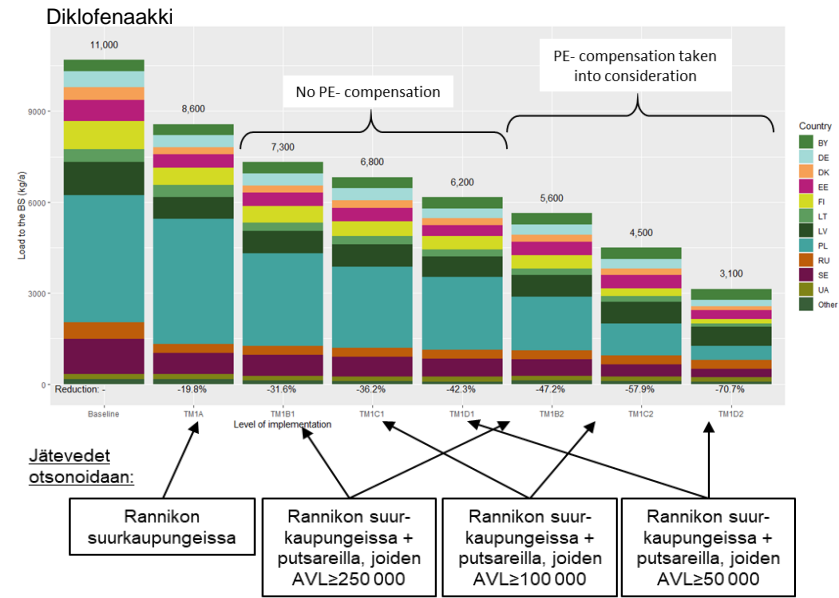 Diklofenaakki
11,000
8,600
7,300
6,800
6,200
5,600
4,500
3,100
No PE- compensation
PE- compensation taken
into consideration
Load to the BS (kg/a)
9000
6000
3000
0
Reduction: -
-19.8%
-31.6%
-36.2%
-42.3%
-47.2%
-57.9%
-70.7%
Baseline
TM1A
TM1B1
TM1C1
TM1D1
TM1B2
TM1C2
TM1D2
Level of implementation
Country
BY
DE
DK
EE
FI
LT
LV
PL
RU
SE
UA
Other
Jätevedet
otsonoidaan:
Rannikon
suurkaupungeissa
Rannikon suur-
kaupungeissa +
putsareilla, joiden
AVL≥250 000
Rannikon suur-
kaupungeissa +
putsareilla, joiden
AVL≥100 000
Rannikon suur-
kaupungeissa +
putsareilla, joiden
AVL≥50 000